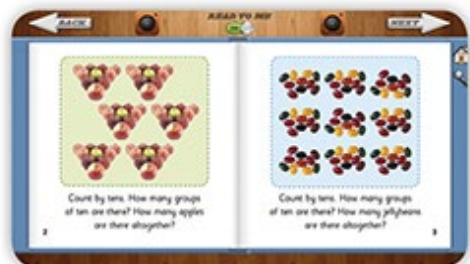 BACK
READ TO ME
NEXT
Count by tens. How many groups
of ten are there? How many apples
are there altogether?
2
Count by tens. How many groups
of ten are there? How many jellybeans
are there altogether?
3